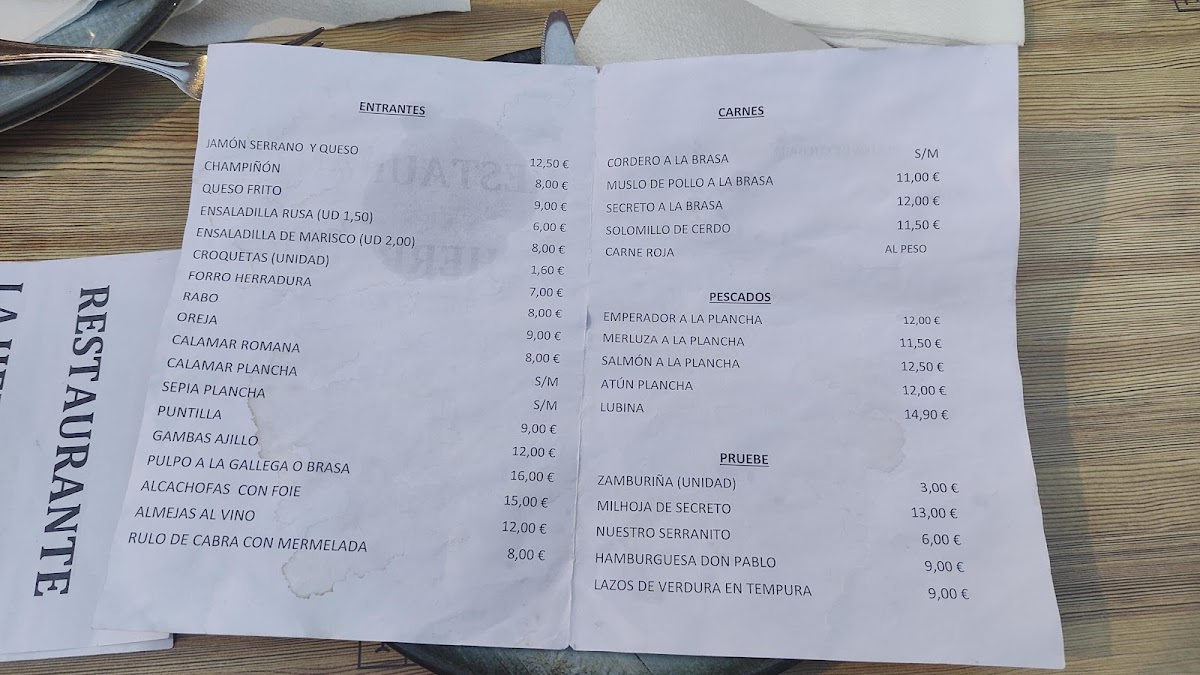 ENTRANTES
JAMÓN SERRANO Y QUESO 12,50 €
CHAMPIÑÓN 8,00 €
QUESO FRITO 9,00 €
ENSALADILLA RUSA (UD 1,50) 6,00 €
ENSALADILLA DE MARISCO (UD 2,00) 8,00 €
CROQUETAS (UNIDAD) 1,60 €
FORRO HERRADURA 7,00 €
RABO 8,00 €
OREJA 9,00 €
CALAMAR ROMANA 8,00 €
CALAMAR PLANCHA S/M
SEPIA PLANCHA S/M
PUNTILLA 9,00 €
GAMBAS AJILLO 12,00 €
PULPO A LA GALLEGA O BRASA 16,00 €
ALCACHOFAS CON FOIE 15,00 €
ALMEJAS AL VINO 12,00 €
RULO DE CABRA CON MERMELADA 8,00 €
CARNES
CORDERO A LA BRASA S/M
MUSLO DE POLLO A LA BRASA 11,00 €
SECRETO A LA BRASA 12,00 €
SOLOMILLO DE CERDO 11,50 €
CARNE ROJA AL PESO
PESCADOS
EMPERADOR A LA PLANCHA 12,00 €
MERLUZA A LA PLANCHA 11,50 €
SALMÓN A LA PLANCHA 12,50 €
ATÚN PLANCHA 12,00 €
LUBINA 14,90 €
PRUEBE
ZAMBURIÑA (UNIDAD) 3,00 €
MILHOJA DE SECRETO 13,00 €
NUESTRO SERRANITO 6,00 €
HAMBURGUESA DON PABLO 9,00 €
LAZOS DE VERDURA EN TEMPURA 9,00 €
RESTAURANTE
LA